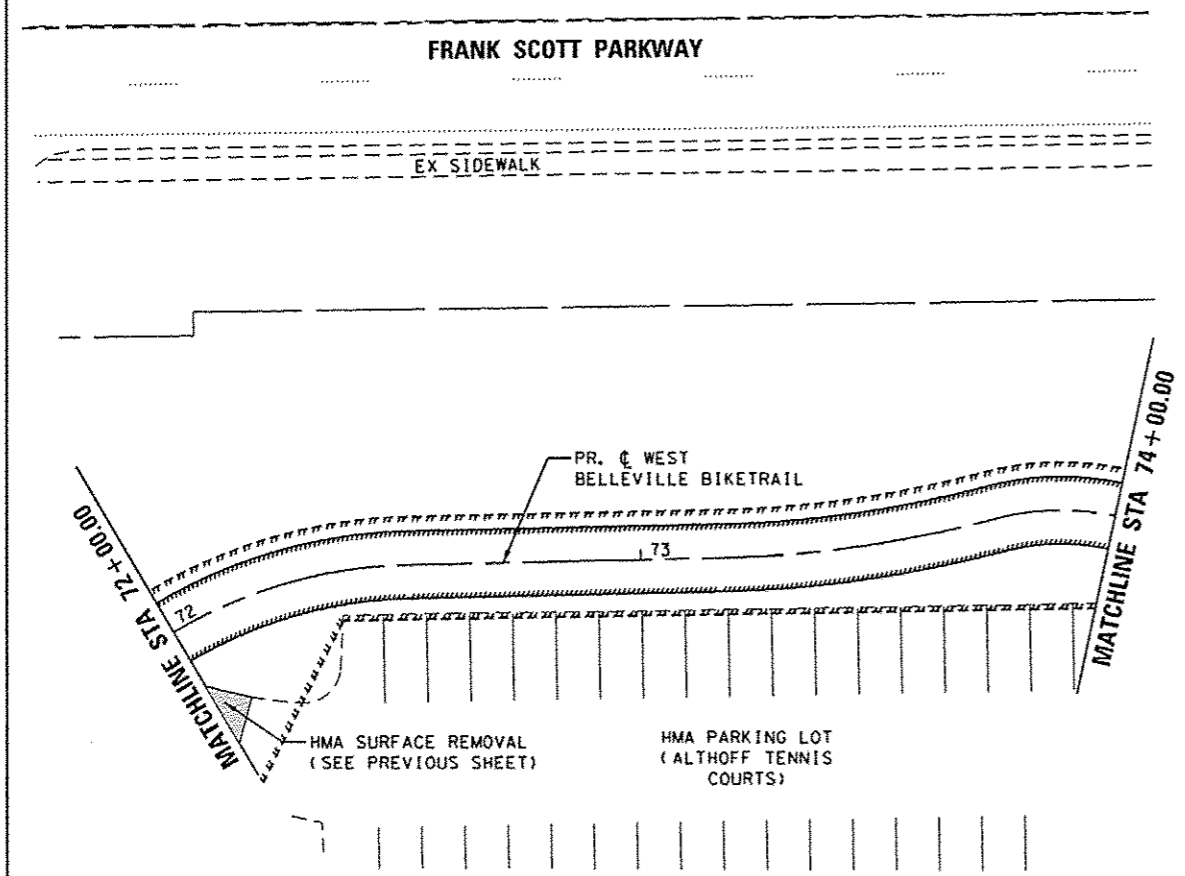 FRANK SCOTT PARKWAY
EX SIDEWALK
PR. ℄ WEST
BELLEVILLE BIKETRAIL
MATCHLINE STA 72+00.00
72
73
MATCHLINE STA 74+00.00
HMA SURFACE REMOVAL
(SEE PREVIOUS SHEET)
HMA PARKING LOT
(ALTHOFF TENNIS
COURTS)